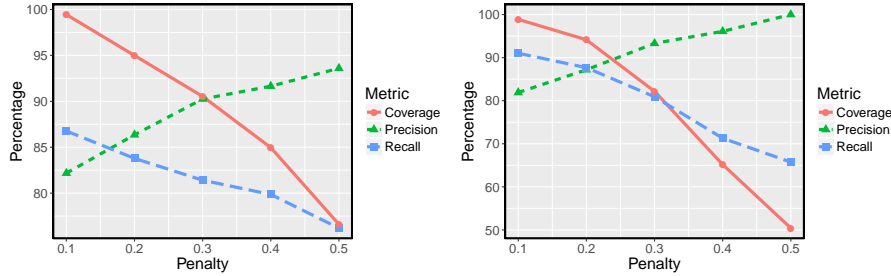 100
95
90
85
80
0.1 0.2 0.3 0.4 0.5
Penalty
Percentage
Metric
Coverage
Precision
Recall
100
90
80
70
60
50
0.1 0.2 0.3 0.4 0.5
Penalty
Percentage
Metric
Coverage
Precision
Recall